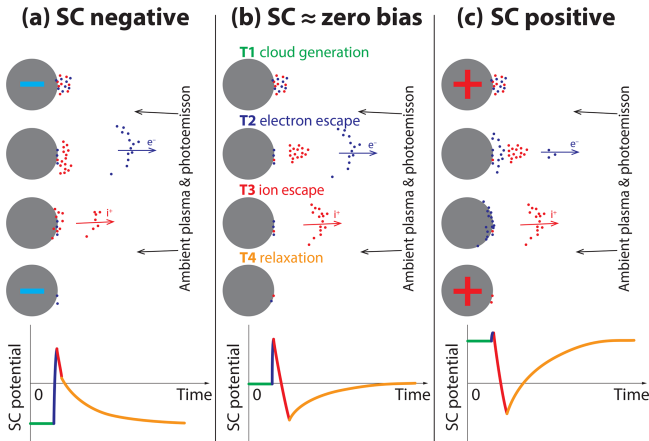 (a) SC negative
(b) SC ≈ zero bias
(c) SC positive
T1 cloud generation
T2 electron escape
T3 ion escape
T4 relaxation
e⁻
i⁺
Ambient plasma & photoemisson
e⁻
i⁺
Ambient plasma & photoemisson
e⁻
i⁺
Ambient plasma & photoemisson
SC potential
0
Time
SC potential
0
Time
SC potential
0
Time